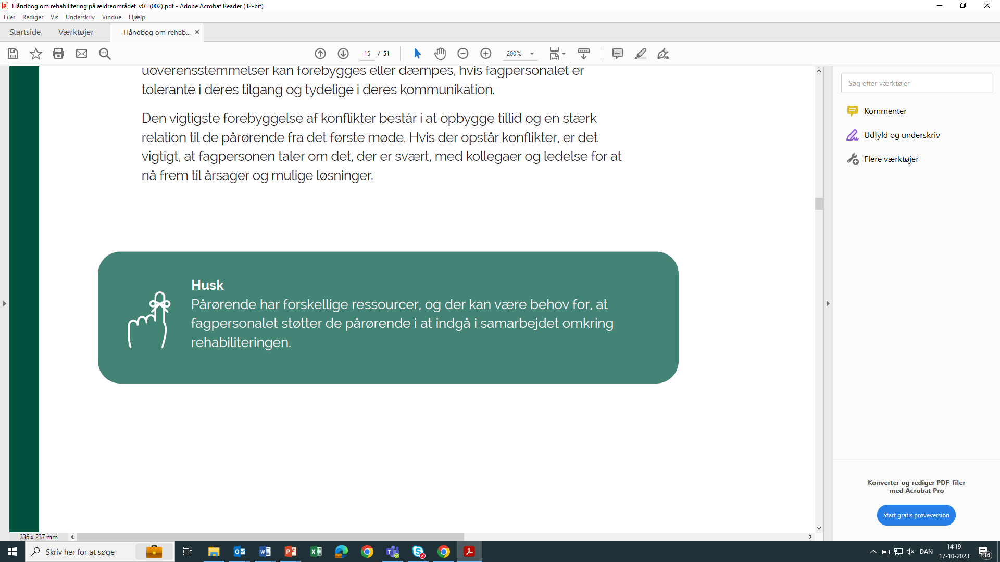 Håndbog om rehabilitering på ældreområdet_v03 (002).pdf - Adobe Acrobat Reader (32-bit)
Filer Rediger Vis Underskriv Vindue Hjælp
Startside Værktøjer Håndbog om rehab... ×
15 / 51 200%
uoverensstemmelser kan forebygges eller dæmpes, hvis fagpersonalet er
tolerante i deres tilgang og tydelige i deres kommunikation.
Den vigtigste forebyggelse af konflikter består i at opbygge tillid og en stærk
relation til de pårørende fra det første møde. Hvis der opstår konflikter, er det
vigtigt, at fagpersonen taler om det, der er svært, med kollegaer og ledelse for at
nå frem til årsager og mulige løsninger.
Husk
Pårørende har forskellige ressourcer, og der kan være behov for, at
fagpersonalet støtter de pårørende i at indgå i samarbejdet omkring
rehabiliteringen.
Søg efter værktøjer
Kommenter
Udfyld og underskriv
Flere værktøjer
Konverter og rediger PDF-filer
med Acrobat Pro
Start gratis prøveversion
336 x 237 mm
Skriv her for at søge
DAN
14:19
17-10-2023
34